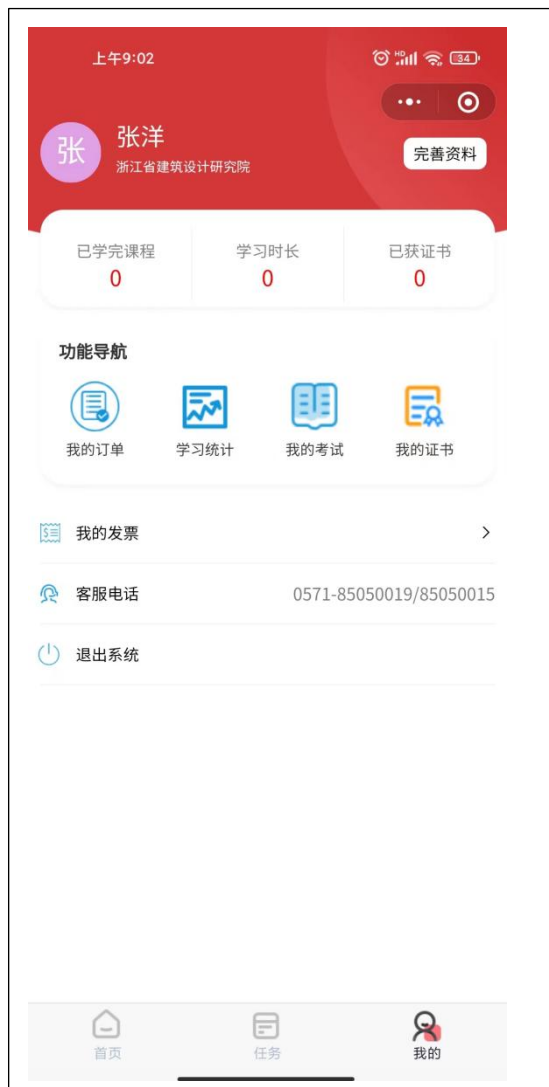 上午9:02 HD 34
张 张洋
浙江省建筑设计研究院
完善资料
已学完课程 学习时长 已获证书
0 0 0
功能导航
我的订单 学习统计 我的考试 我的证书
我的发票
客服电话 0571-85050019/85050015
退出系统
首页 任务 我的